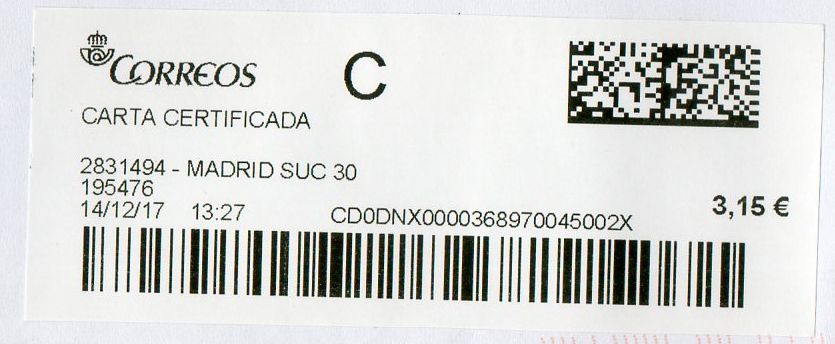 CORREOS
C
CARTA CERTIFICADA
2831494 - MADRID SUC 30
195476
14/12/17 13:27 CD0DNX0000368970045002X
3,15 €